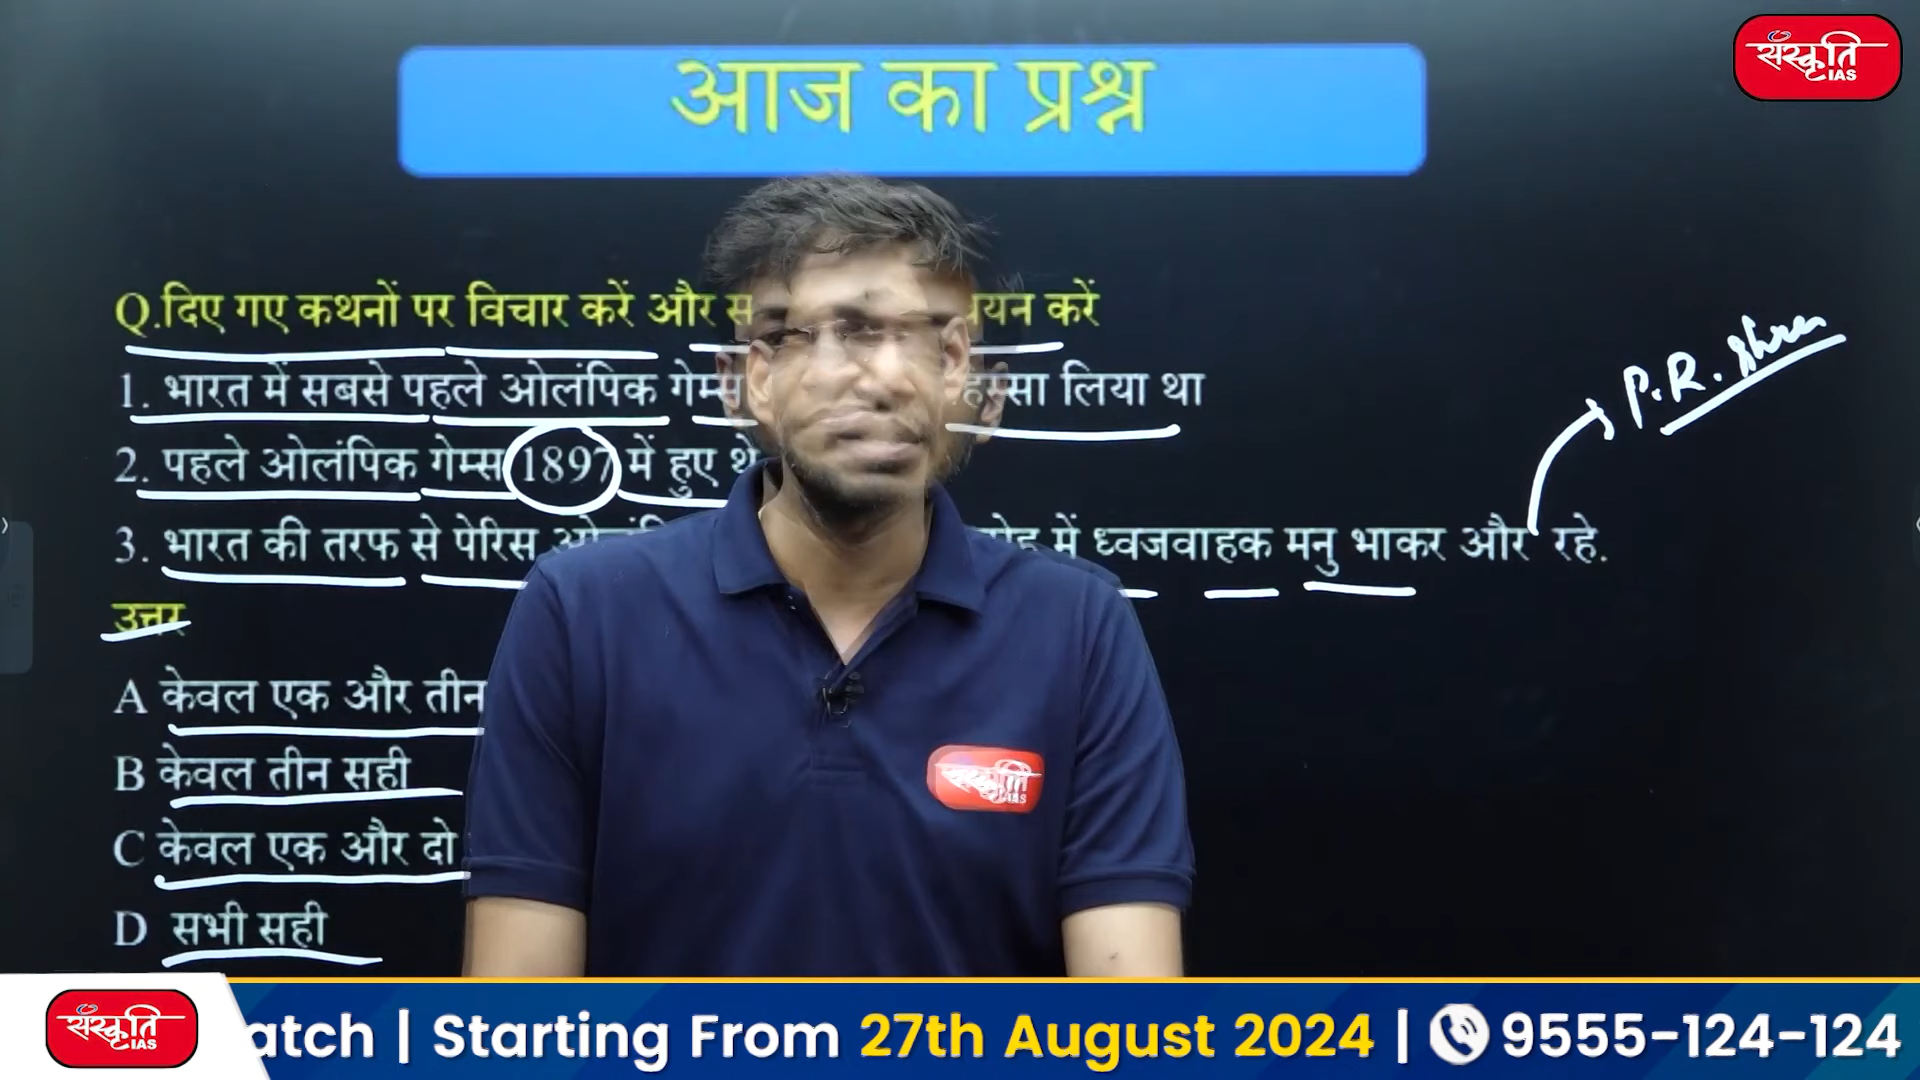 संस्कृति
IAS
आज का प्रश्न
Q.दिए गए कथनों पर विचार करें और चयन करें
1. भारत में सबसे पहले ओलंपिक गेम्स हिस्सा लिया था
2. पहले ओलंपिक गेम्स 1897 में हुए थे
P.R.
3. भारत की तरफ से पेरिस में ध्वजवाहक मनु भाकर और रहे.
उत्तर
A केवल एक और तीन
B केवल तीन सही
C केवल एक और दो
D सभी सही
संस्कृति
IAS
संस्कृति
IAS
atch | Starting From 27th August 2024 | 9555-124-124